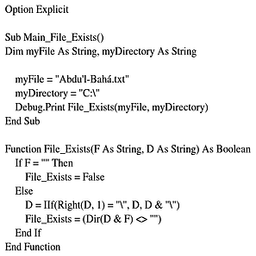 Option Explicit
Sub Main_File_Exists()
Dim myFile As String, myDirectory As String
myFile = "Abdu'l-Bahá.txt"
myDirectory = "C:\"
Debug.Print File_Exists(myFile, myDirectory)
End Sub
Function File_Exists(F As String, D As String) As Boolean
If F = "" Then
File_Exists = False
Else
D = IIf(Right(D, 1) = "\", D, D & "\")
File_Exists = (Dir(D & F) <> "")
End If
End Function